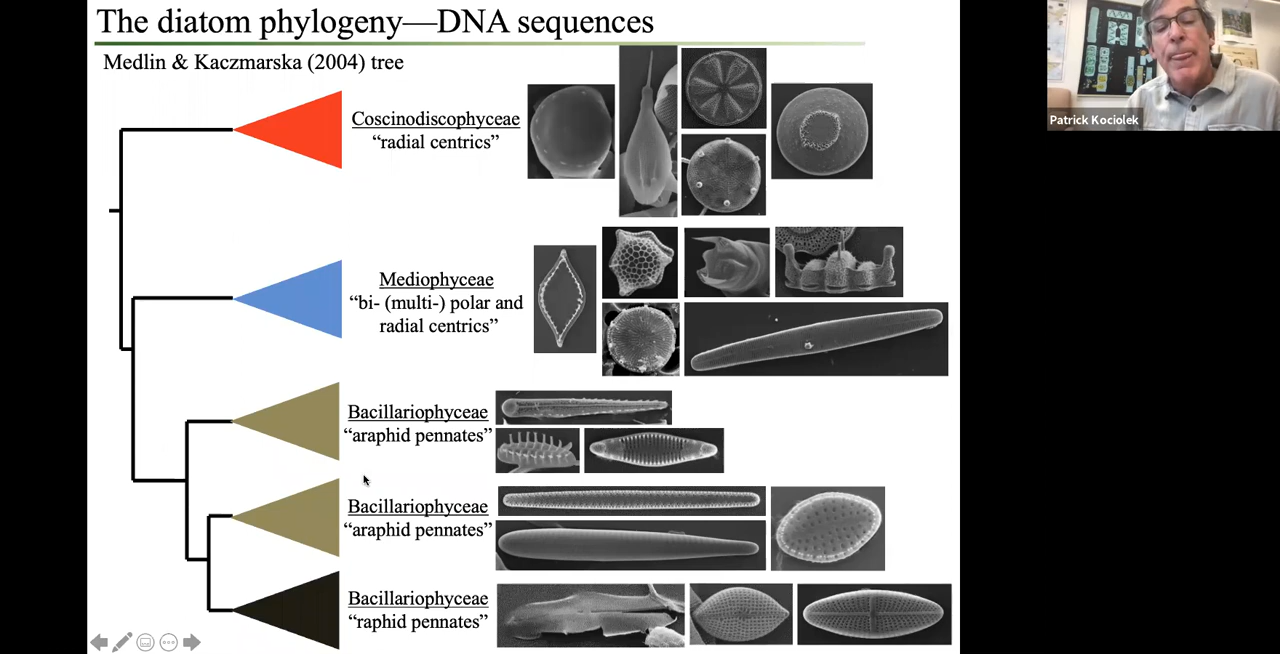 The diatom phylogeny—DNA sequences
Medlin & Kaczmarska (2004) tree
Coscinodiscophyceae
“radial centrics”
Mediophyceae
“bi- (multi-) polar and
radial centrics”
Bacillariophyceae
“araphid pennates”
Bacillariophyceae
“araphid pennates”
Bacillariophyceae
“raphid pennates”
Patrick Kociolek